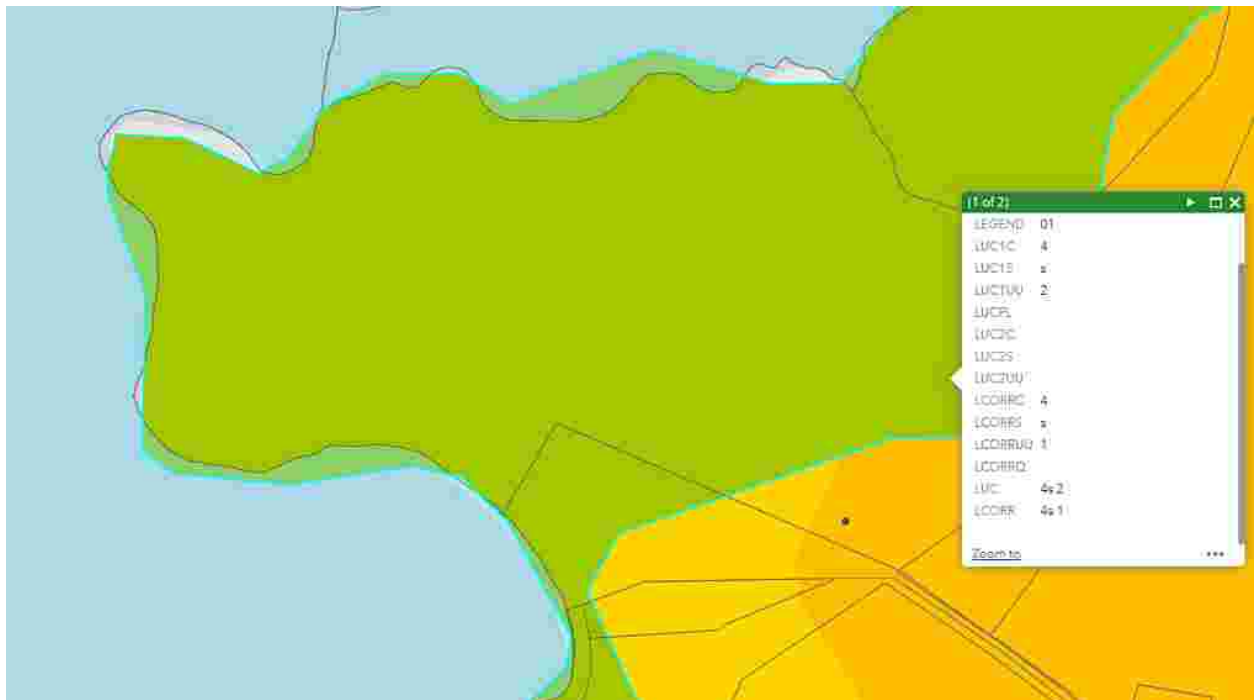 (1 of 2)
LEGEND 01
LUC1C 4
LUC1S s
LUC1UU 2
LUCPL
LUC2C
LUC2S
LUC2UU
LCORRC 4
LCORRS s
LCORRUU 1
LCORRQ
LUC 4s 2
LCORR 4s 1
Zoom to